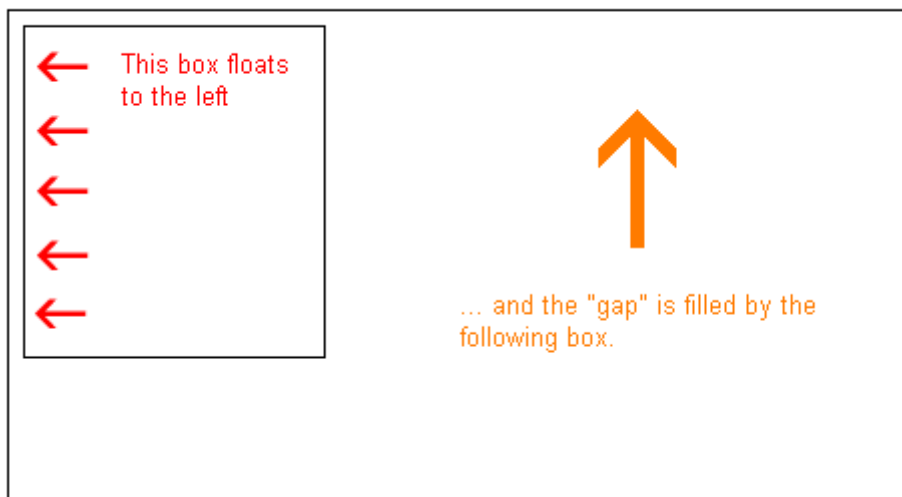 This box floats
to the left
... and the "gap" is filled by the
following box.